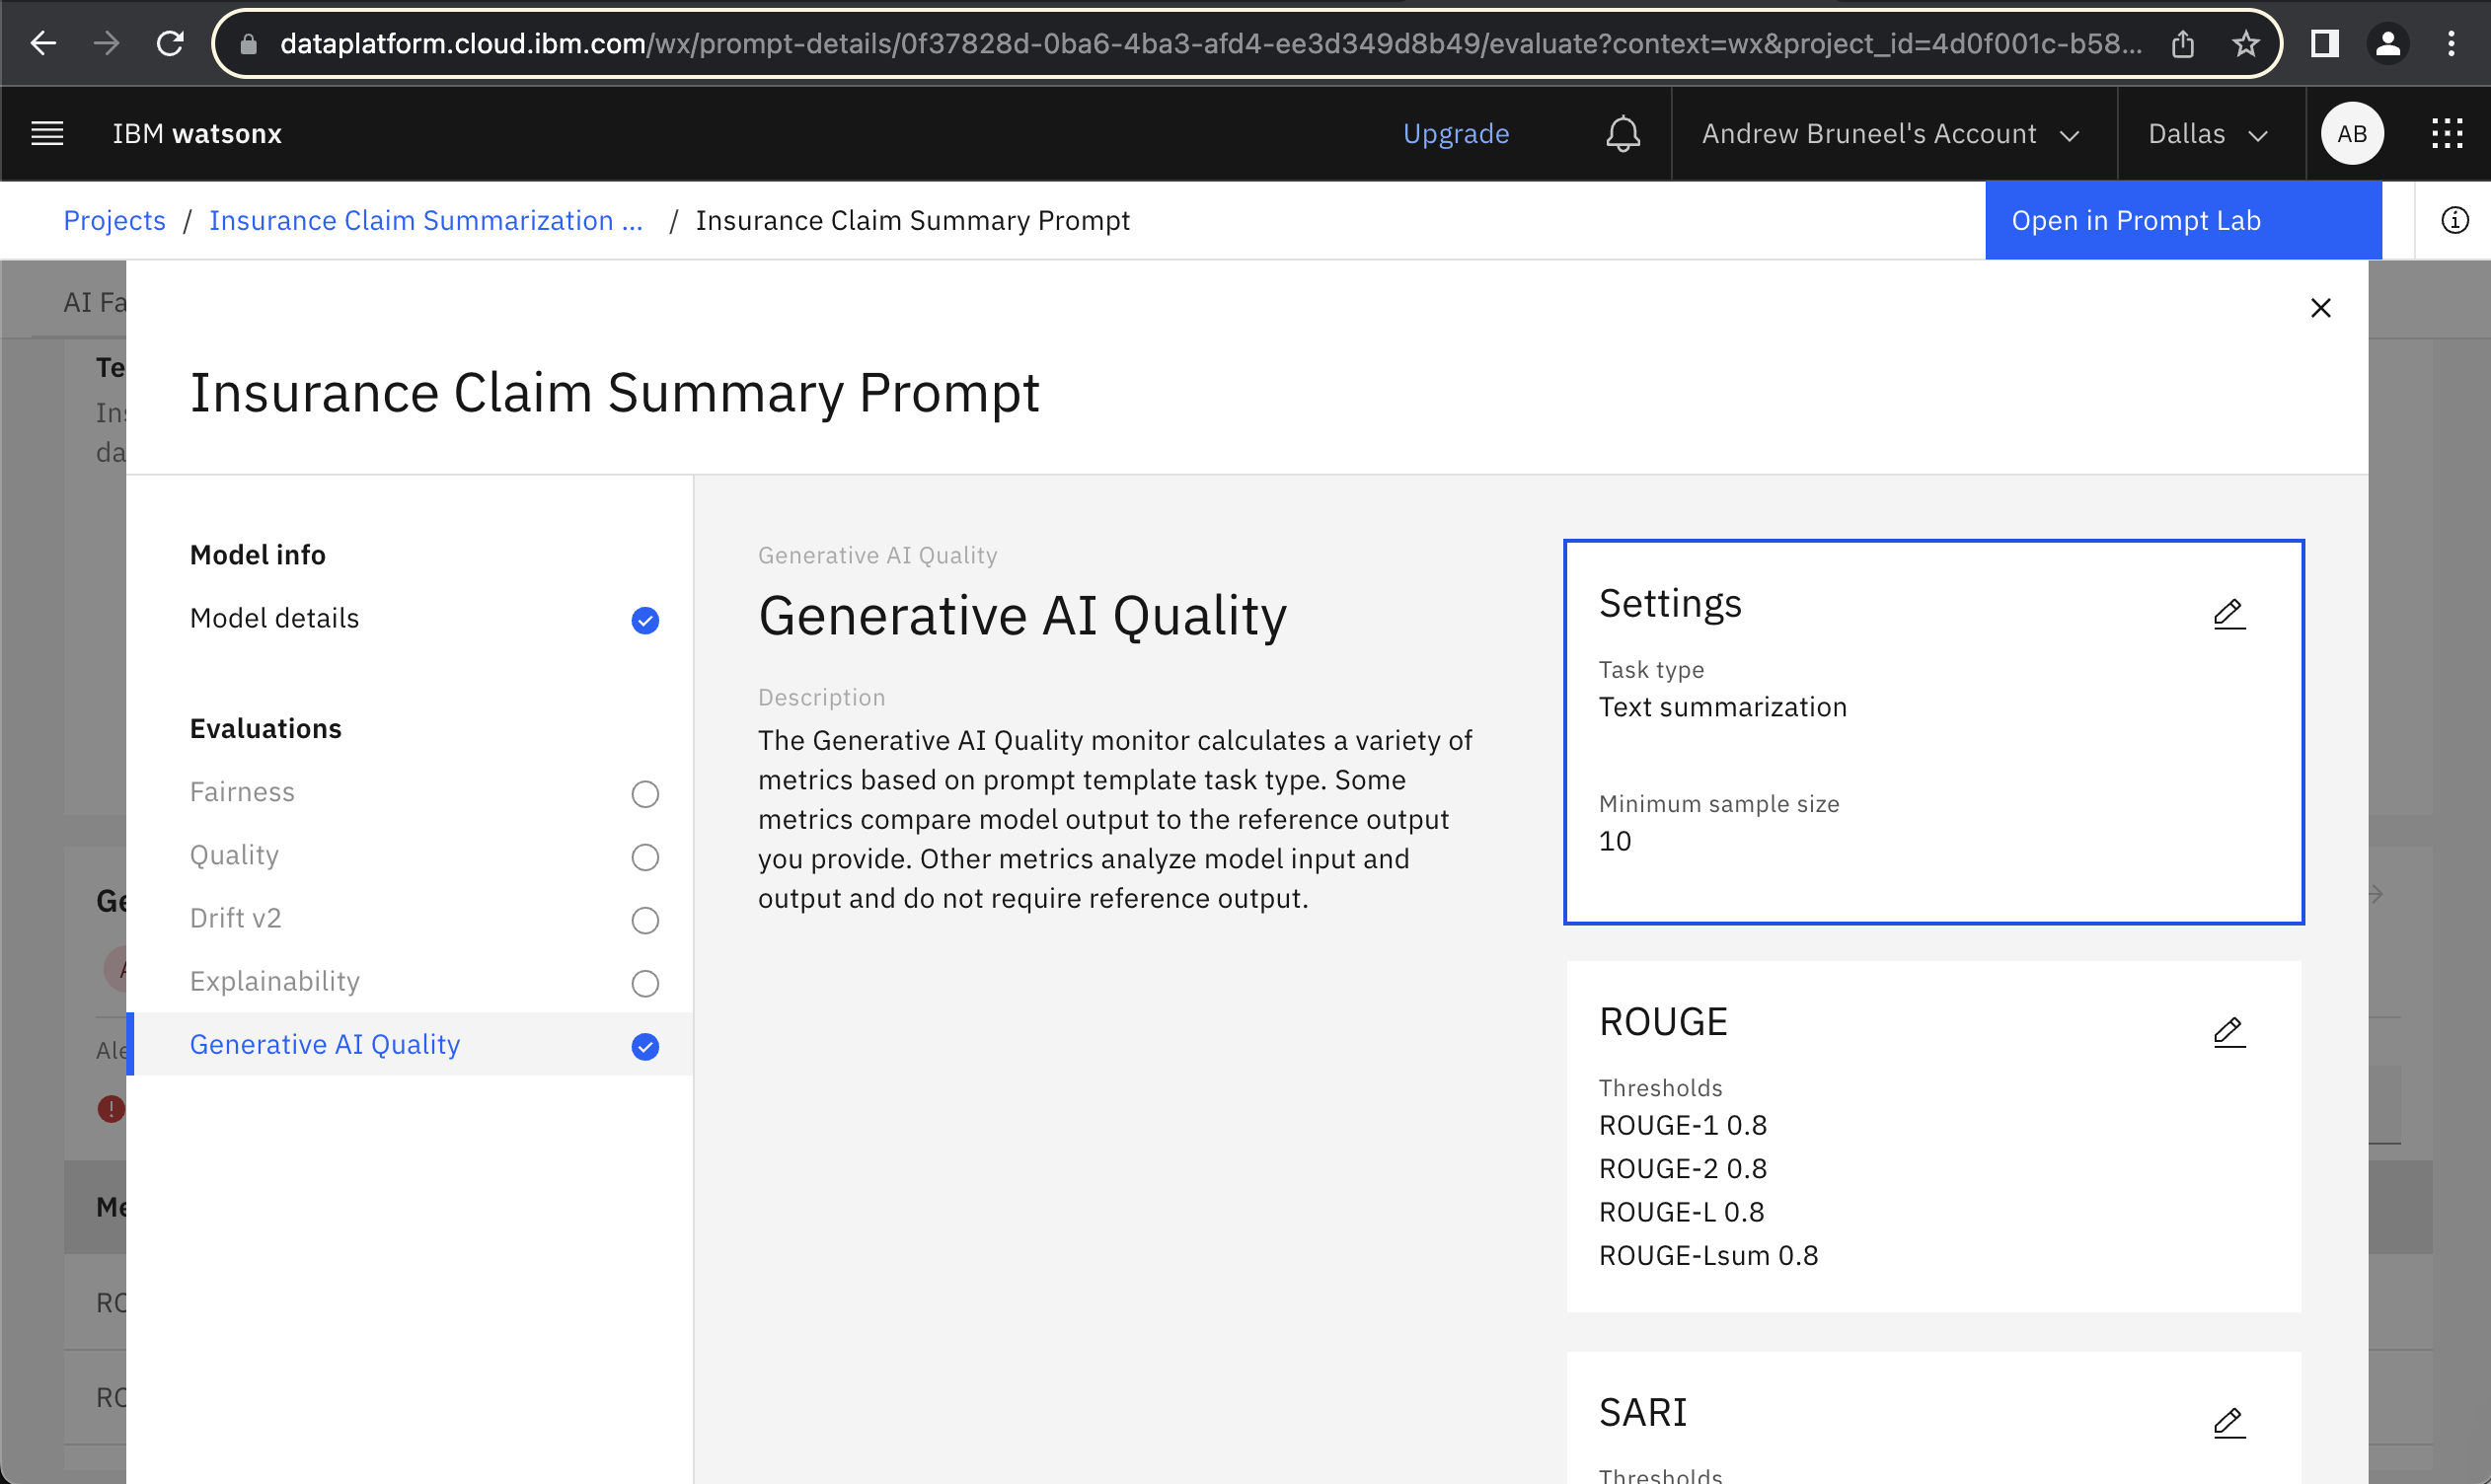 dataplatform.cloud.ibm.com/wx/prompt-details/0f37828d-0ba6-4ba3-afd4-ee3d349d8b49/evaluate?context=wx&project_id=4d0f001c-b58...
IBM watsonx
Upgrade
Andrew Bruneel's Account
Dallas
AB
Projects / Insurance Claim Summarization ... / Insurance Claim Summary Prompt
Open in Prompt Lab
AI Fa
Te
Ins
da
Ge
A
Ale
Me
RO
RO
Insurance Claim Summary Prompt
Model info
Model details
Evaluations
Fairness
Quality
Drift v2
Explainability
Generative AI Quality
Generative AI Quality
Generative AI Quality
Description
The Generative AI Quality monitor calculates a variety of
metrics based on prompt template task type. Some
metrics compare model output to the reference output
you provide. Other metrics analyze model input and
output and do not require reference output.
Settings
Task type
Text summarization
Minimum sample size
10
ROUGE
Thresholds
ROUGE-1 0.8
ROUGE-2 0.8
ROUGE-L 0.8
ROUGE-Lsum 0.8
SARI
Thresholds